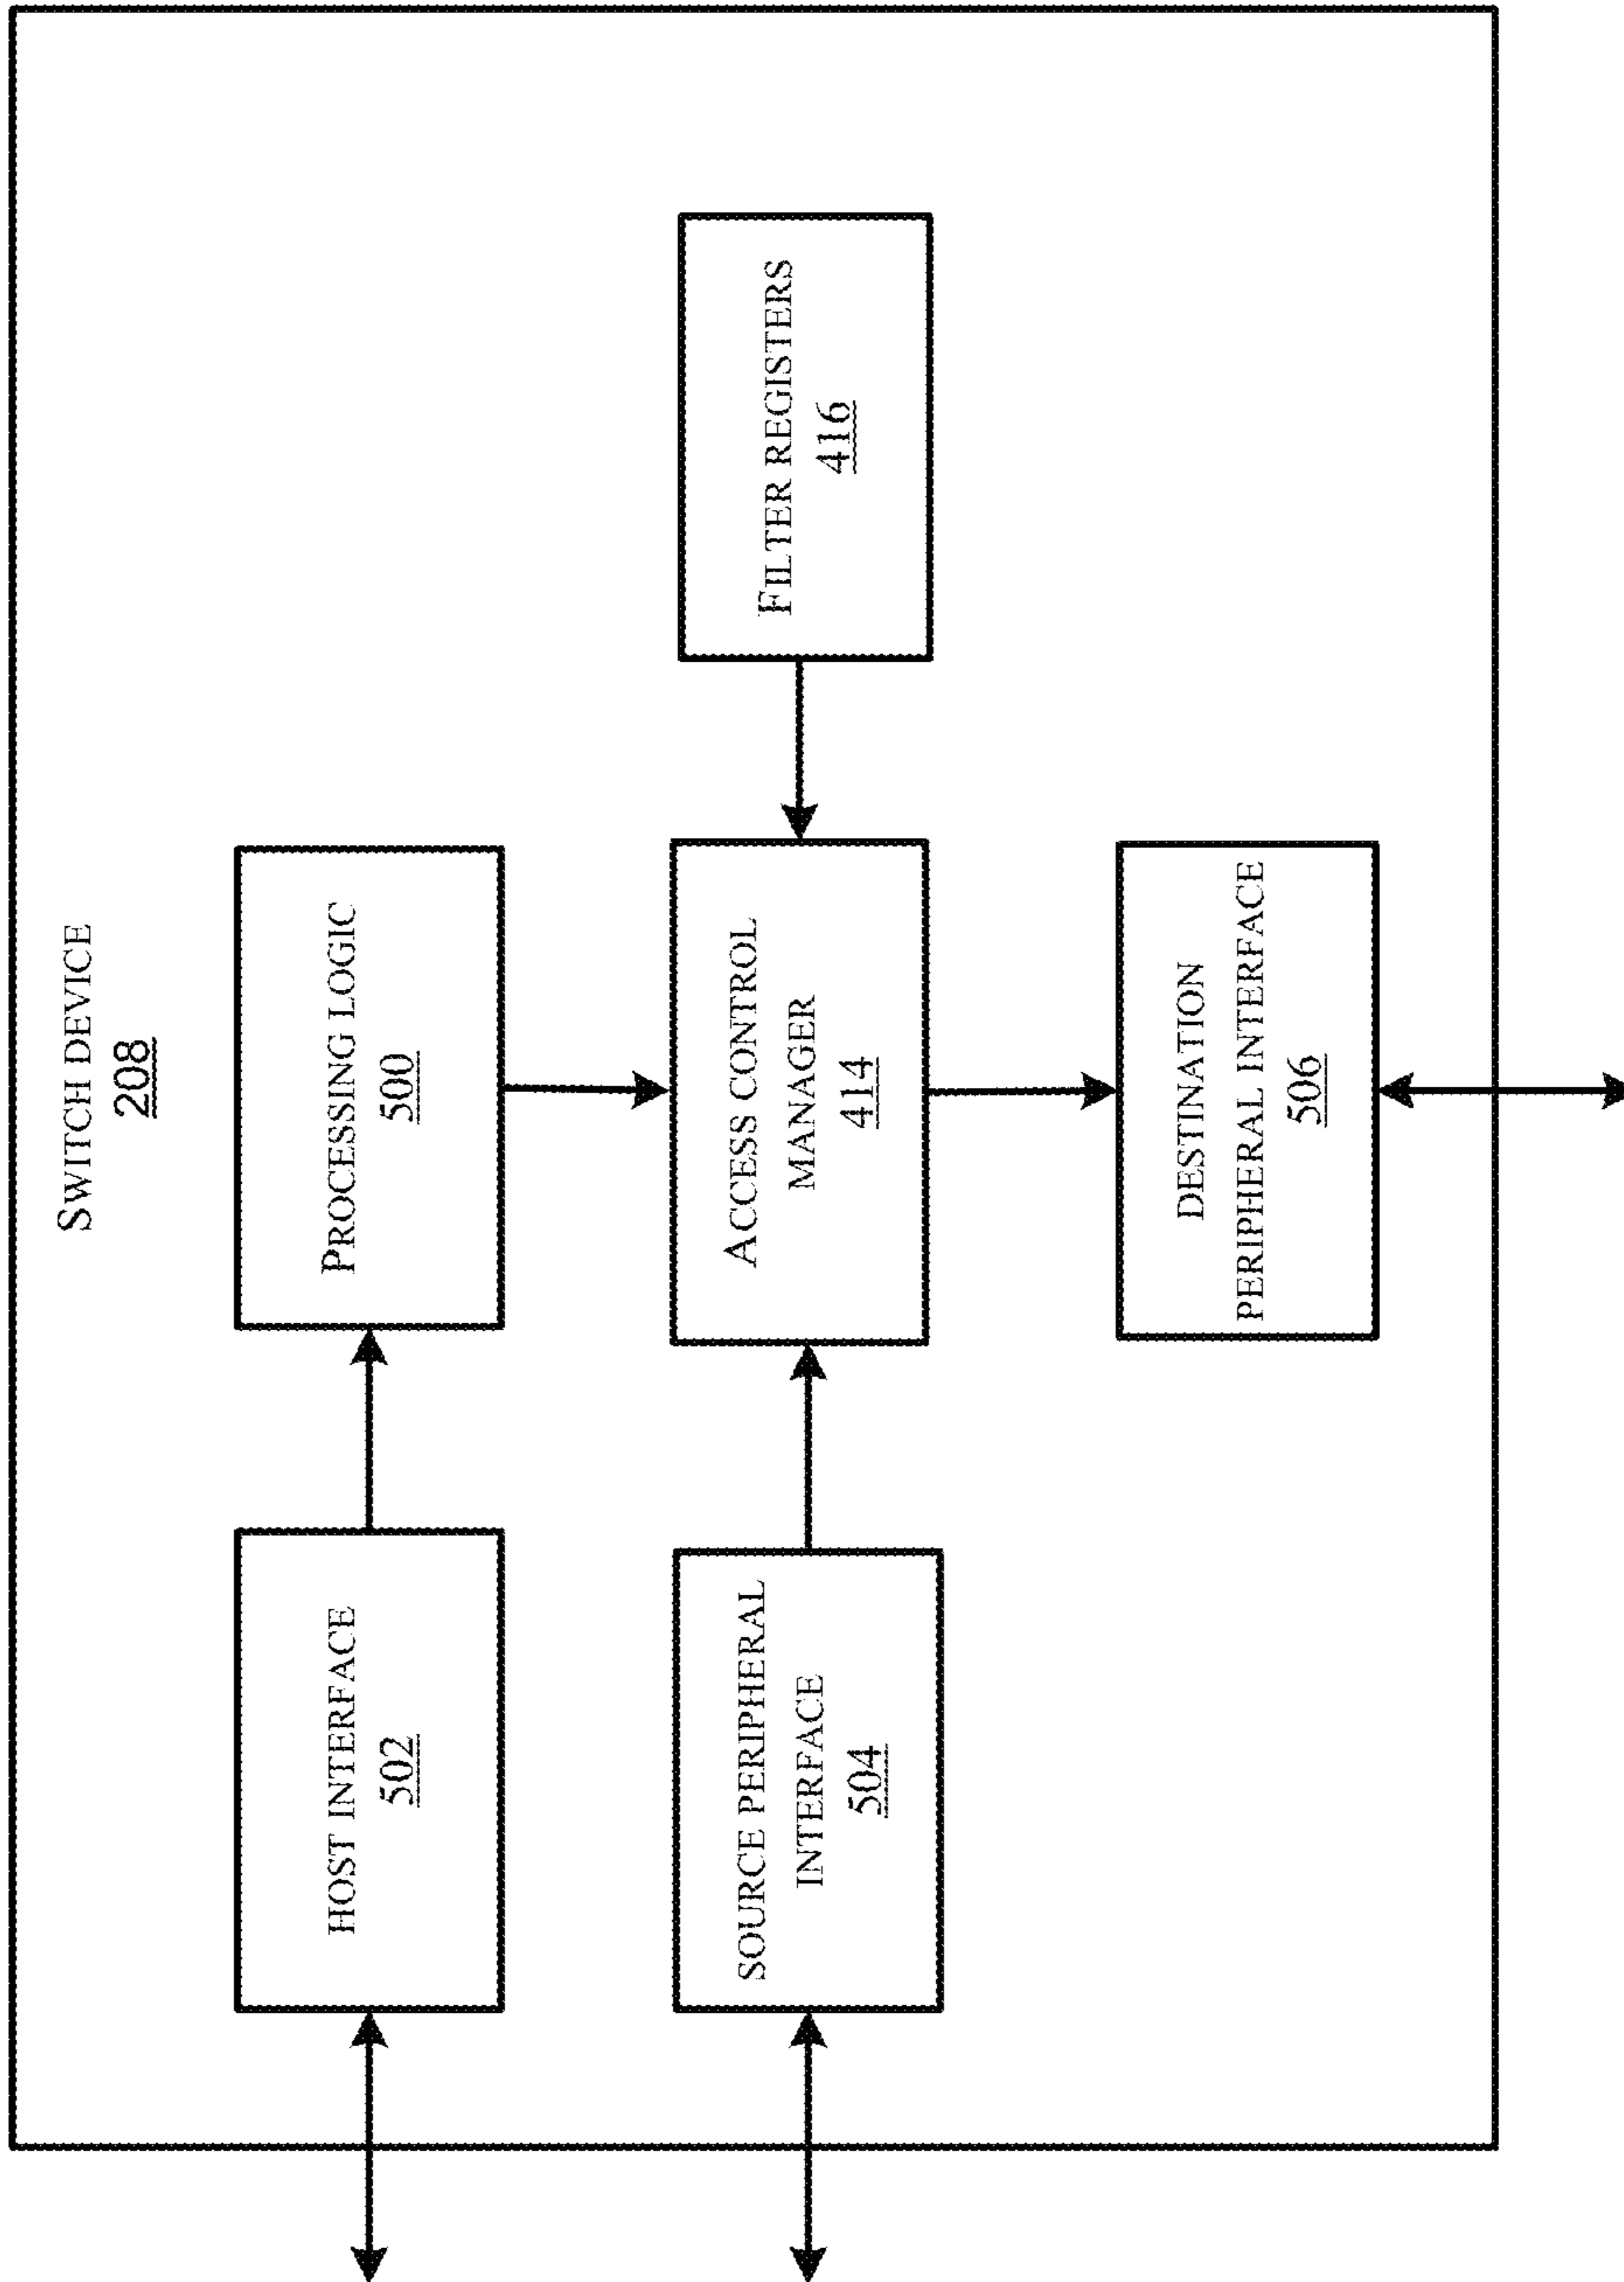 SWITCH DEVICE
208
HOST INTERFACE
502
PROCESSING LOGIC
500
SOURCE PERIPHERAL
INTERFACE
504
ACCESS CONTROL
MANAGER
414
FILTER REGISTERS
416
DESTINATION
PERIPHERAL INTERFACE
506